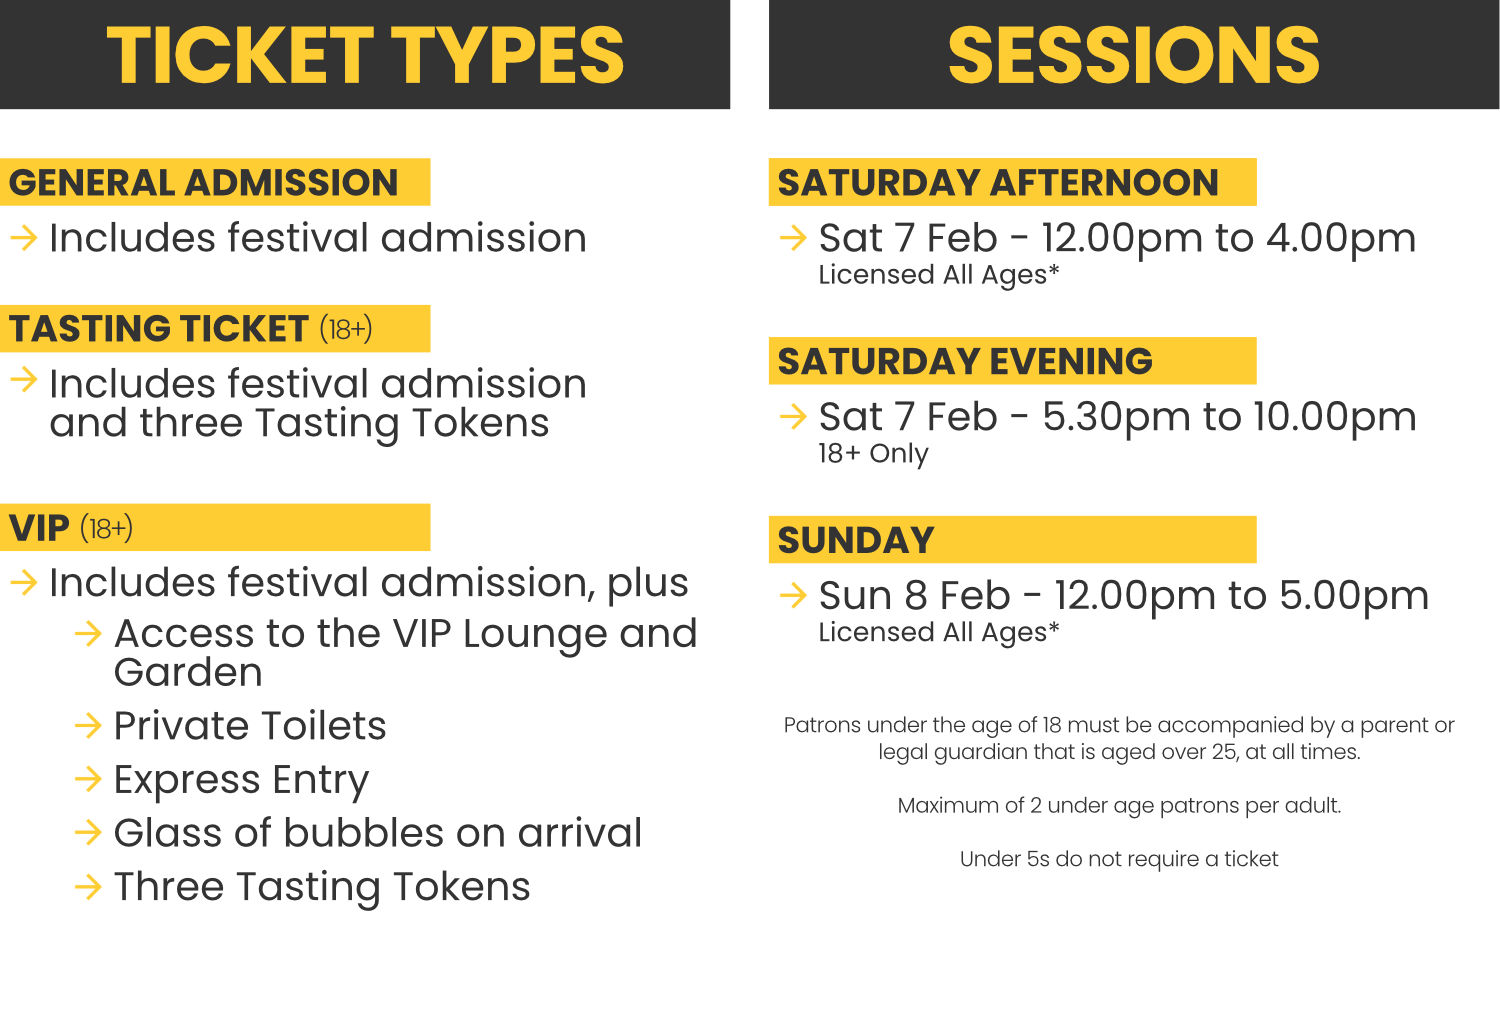 TICKET TYPES
GENERAL ADMISSION
→ Includes festival admission
TASTING TICKET (18+)
→ Includes festival admission
and three Tasting Tokens
VIP (18+)
→ Includes festival admission, plus
→ Access to the VIP Lounge and
Garden
→ Private Toilets
→ Express Entry
→ Glass of bubbles on arrival
→ Three Tasting Tokens
SESSIONS
SATURDAY AFTERNOON
→ Sat 7 Feb - 12.00pm to 4.00pm
Licensed All Ages*
SATURDAY EVENING
→ Sat 7 Feb - 5.30pm to 10.00pm
18+ Only
SUNDAY
→ Sun 8 Feb - 12.00pm to 5.00pm
Licensed All Ages*
Patrons under the age of 18 must be accompanied by a parent or
legal guardian that is aged over 25, at all times.
Maximum of 2 under age patrons per adult.
Under 5s do not require a ticket